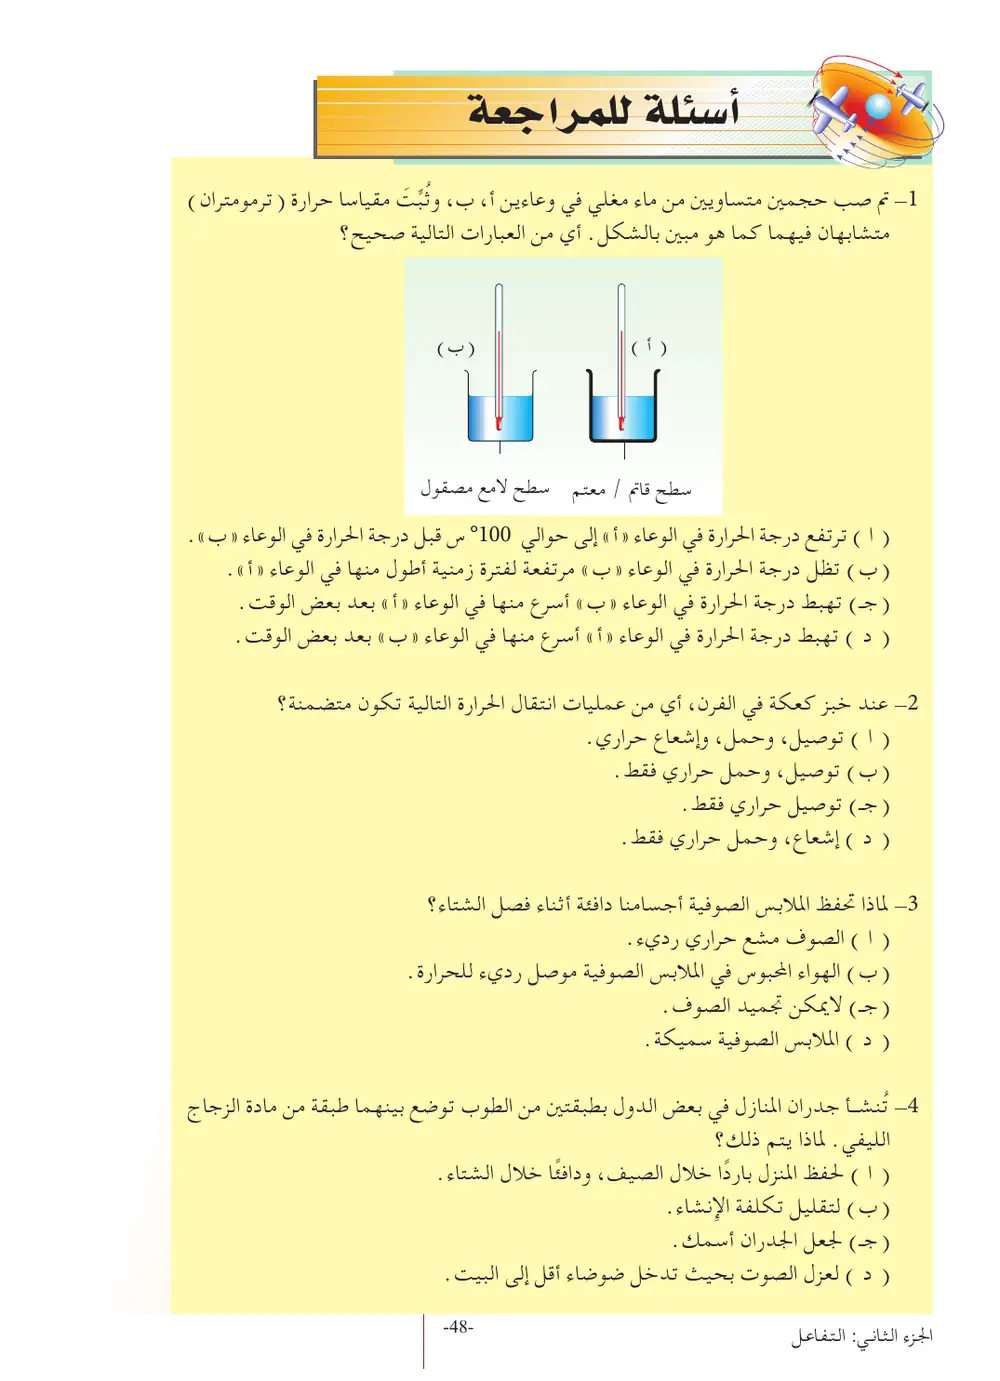 أسئلة للمراجعة
1– تم صب حجمين متساويين من ماء مغلي في وعاءين أ، ب، وثُبِّتَ مقياسا حرارة ( ترمومتران )
متشابهان فيهما كما هو مبين بالشكل. أي من العبارات التالية صحيح؟
( أ )
( ب )
سطح قاتم / معتم
سطح لامع مصقول
( ا ) ترتفع درجة الحرارة في الوعاء «أ» إلى حوالي 100° س قبل درجة الحرارة في الوعاء «ب».
(ب) تظل درجة الحرارة في الوعاء «ب» مرتفعة لفترة زمنية أطول منها في الوعاء «أ».
(جـ) تهبط درجة الحرارة في الوعاء «ب» أسرع منها في الوعاء «أ» بعد بعض الوقت.
( د ) تهبط درجة الحرارة في الوعاء «أ» أسرع منها في الوعاء «ب» بعد بعض الوقت.
2– عند خبز كعكة في الفرن، أي من عمليات انتقال الحرارة التالية تكون متضمنة؟
( ا ) توصيل، وحمل، وإشعاع حراري.
(ب) توصيل، وحمل حراري فقط.
(جـ) توصيل حراري فقط.
( د ) إشعاع، وحمل حراري فقط.
3– لماذا تحفظ الملابس الصوفية أجسامنا دافئة أثناء فصل الشتاء؟
( ا ) الصوف مشع حراري رديء.
(ب) الهواء المحبوس في الملابس الصوفية موصل رديء للحرارة.
(جـ) لايمكن تجميد الصوف.
( د ) الملابس الصوفية سميكة.
4– تُنشـأ جدران المنازل في بعض الدول بطبقتين من الطوب توضع بينهما طبقة من مادة الزجاج
الليفي. لماذا يتم ذلك؟
( ا ) لحفظ المنزل باردًا خلال الصيف، ودافئًا خلال الشتاء.
(ب) لتقليل تكلفة الإنشاء.
(جـ) لجعل الجدران أسمك.
( د ) لعزل الصوت بحيث تدخل ضوضاء أقل إلى البيت.
الجزء الثاني: التفاعل
-48-